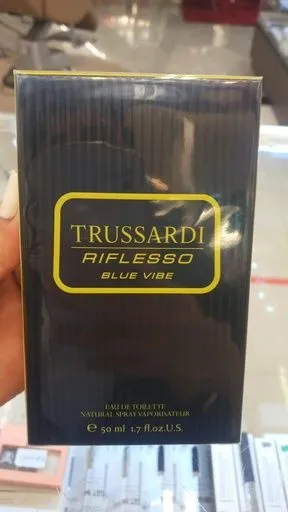 TRUSSARDI
RIFLESSO
BLUE VIBE
EAU DE TOILETTE
NATURAL SPRAY VAPORISATEUR
℮ 50 ml 1.7 fl.oz.U.S.